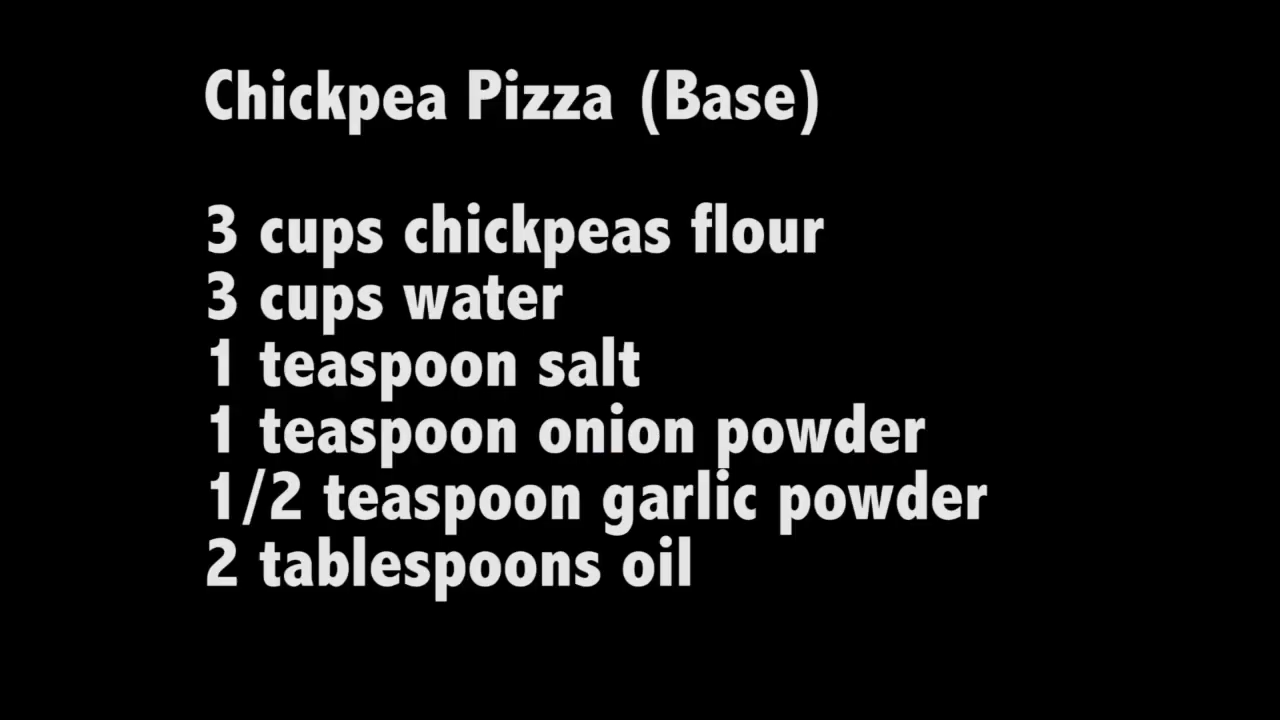 Chickpea Pizza (Base)
3 cups chickpeas flour
3 cups water
1 teaspoon salt
1 teaspoon onion powder
1/2 teaspoon garlic powder
2 tablespoons oil